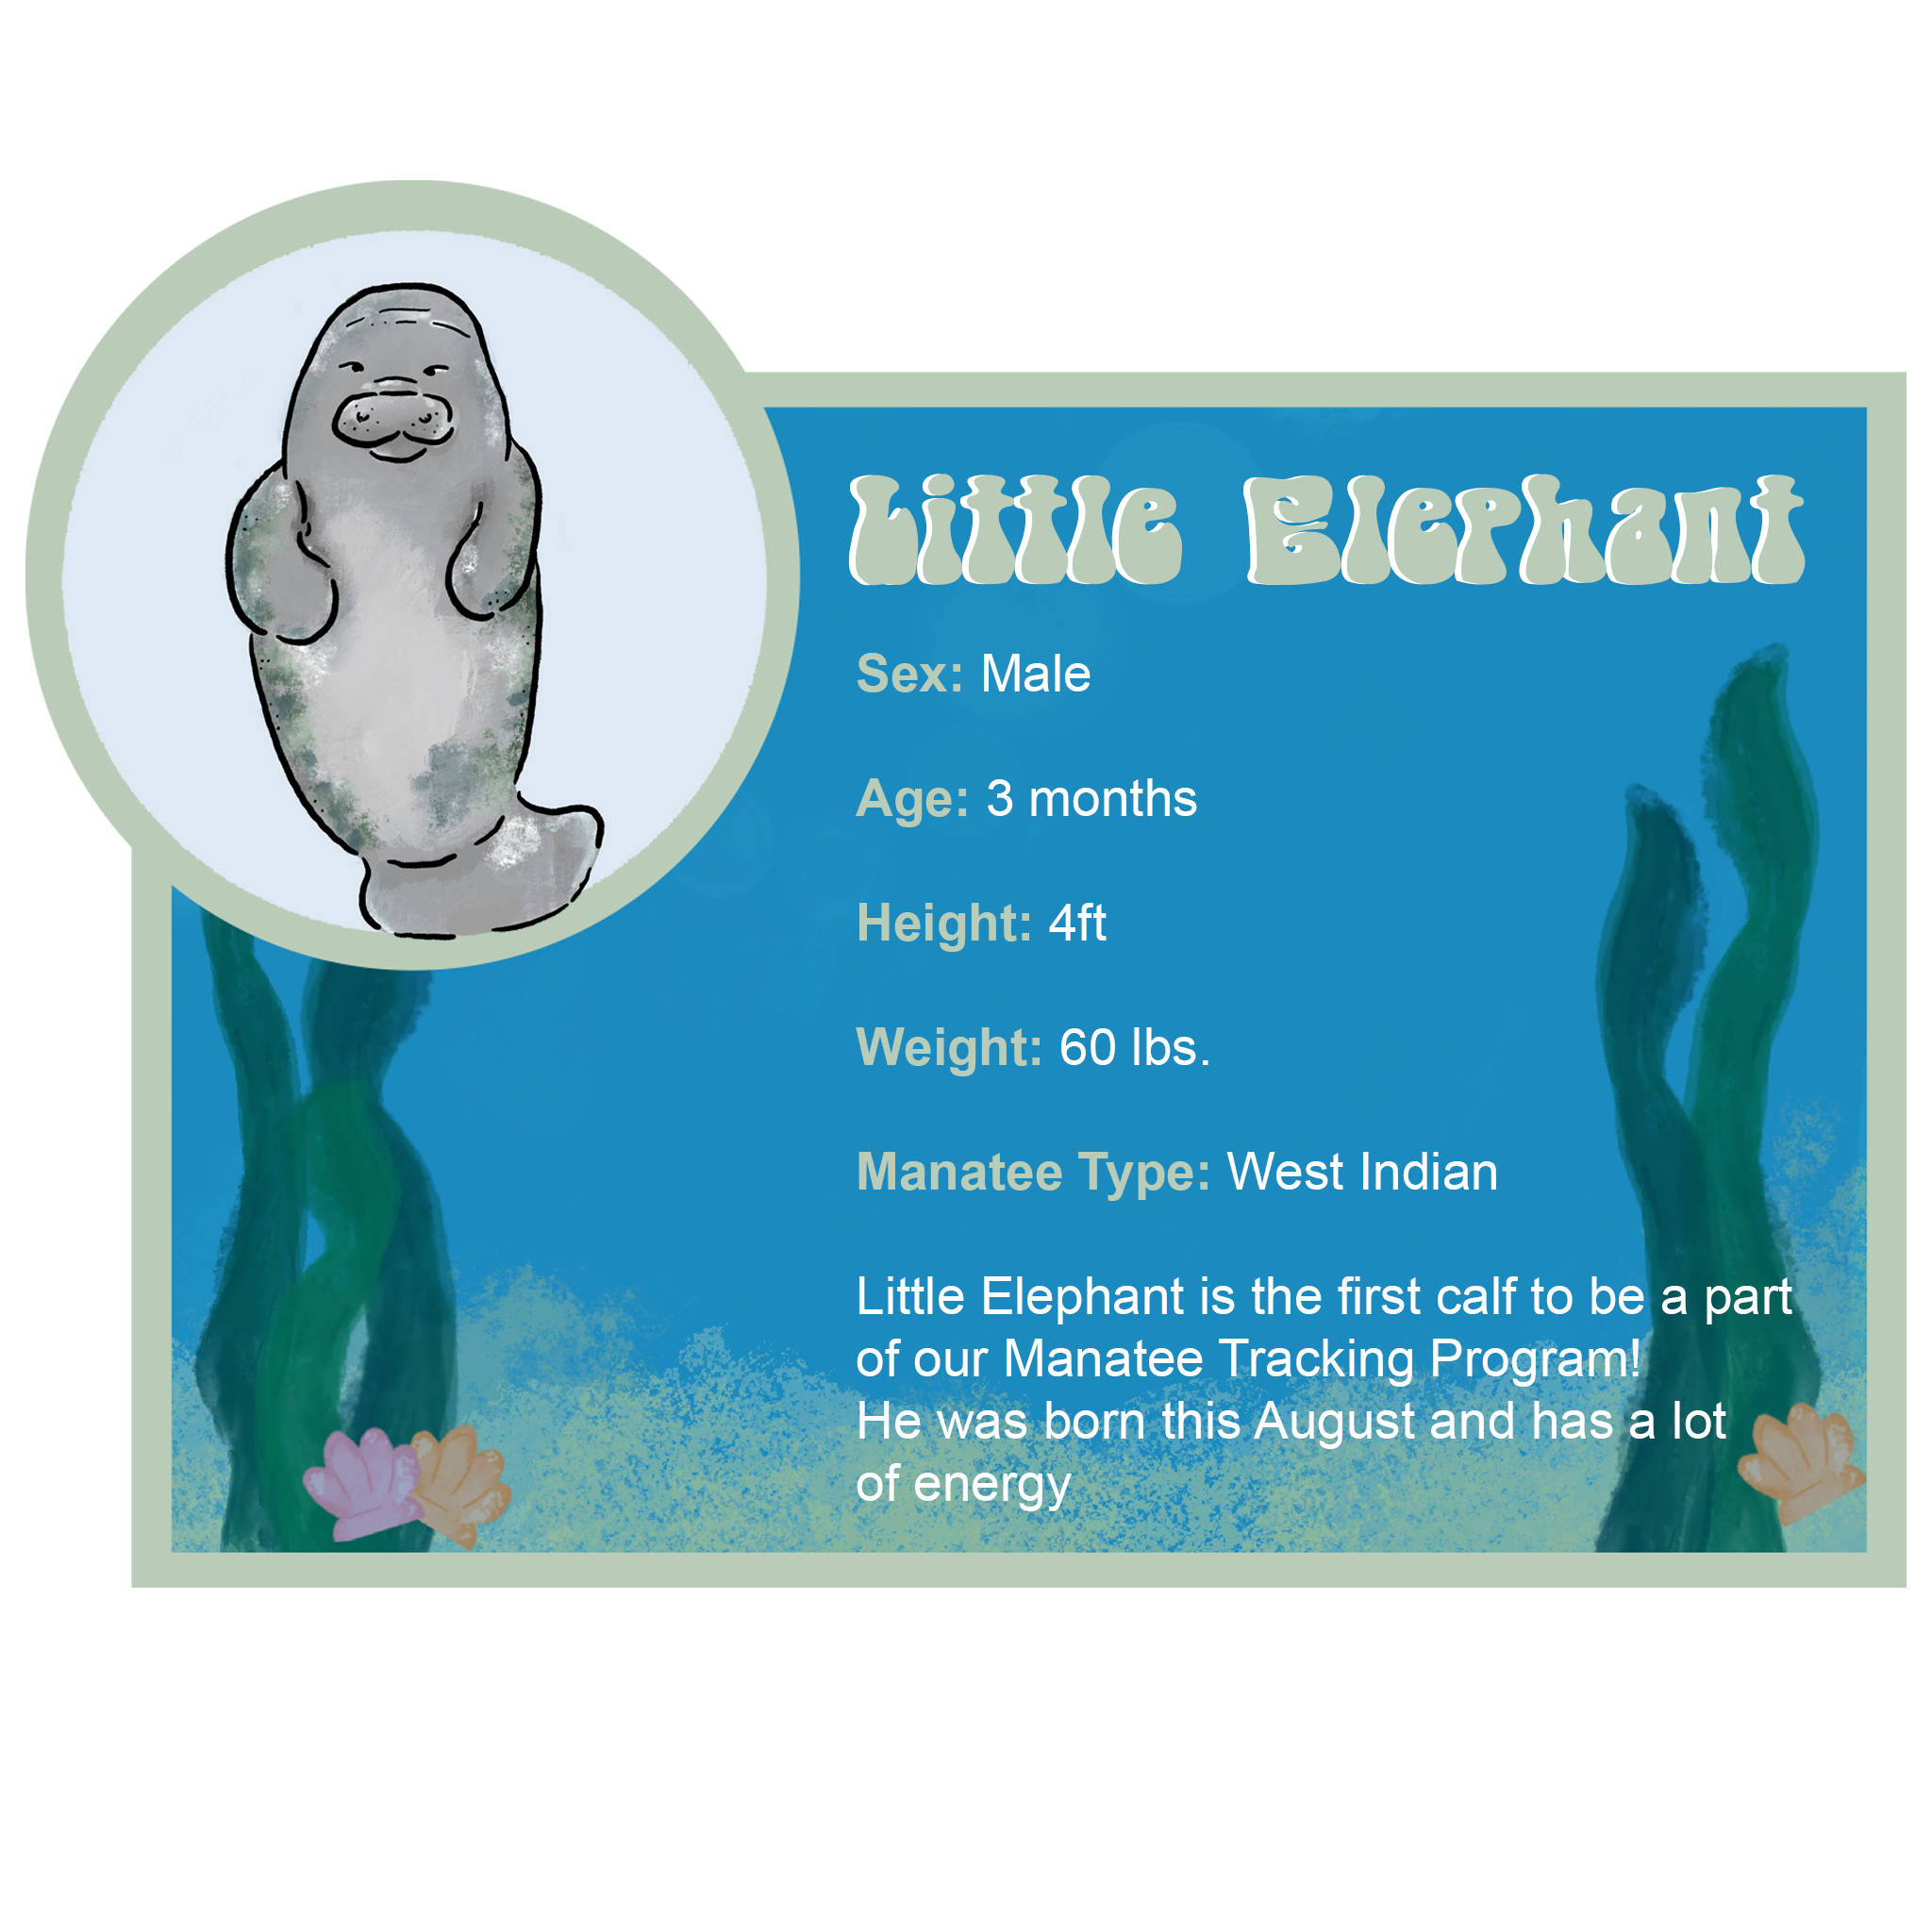 Little Elephant
Sex: Male
Age: 3 months
Height: 4ft
Weight: 60 lbs.
Manatee Type: West Indian
Little Elephant is the first calf to be a part
of our Manatee Tracking Program!
He was born this August and has a lot
of energy